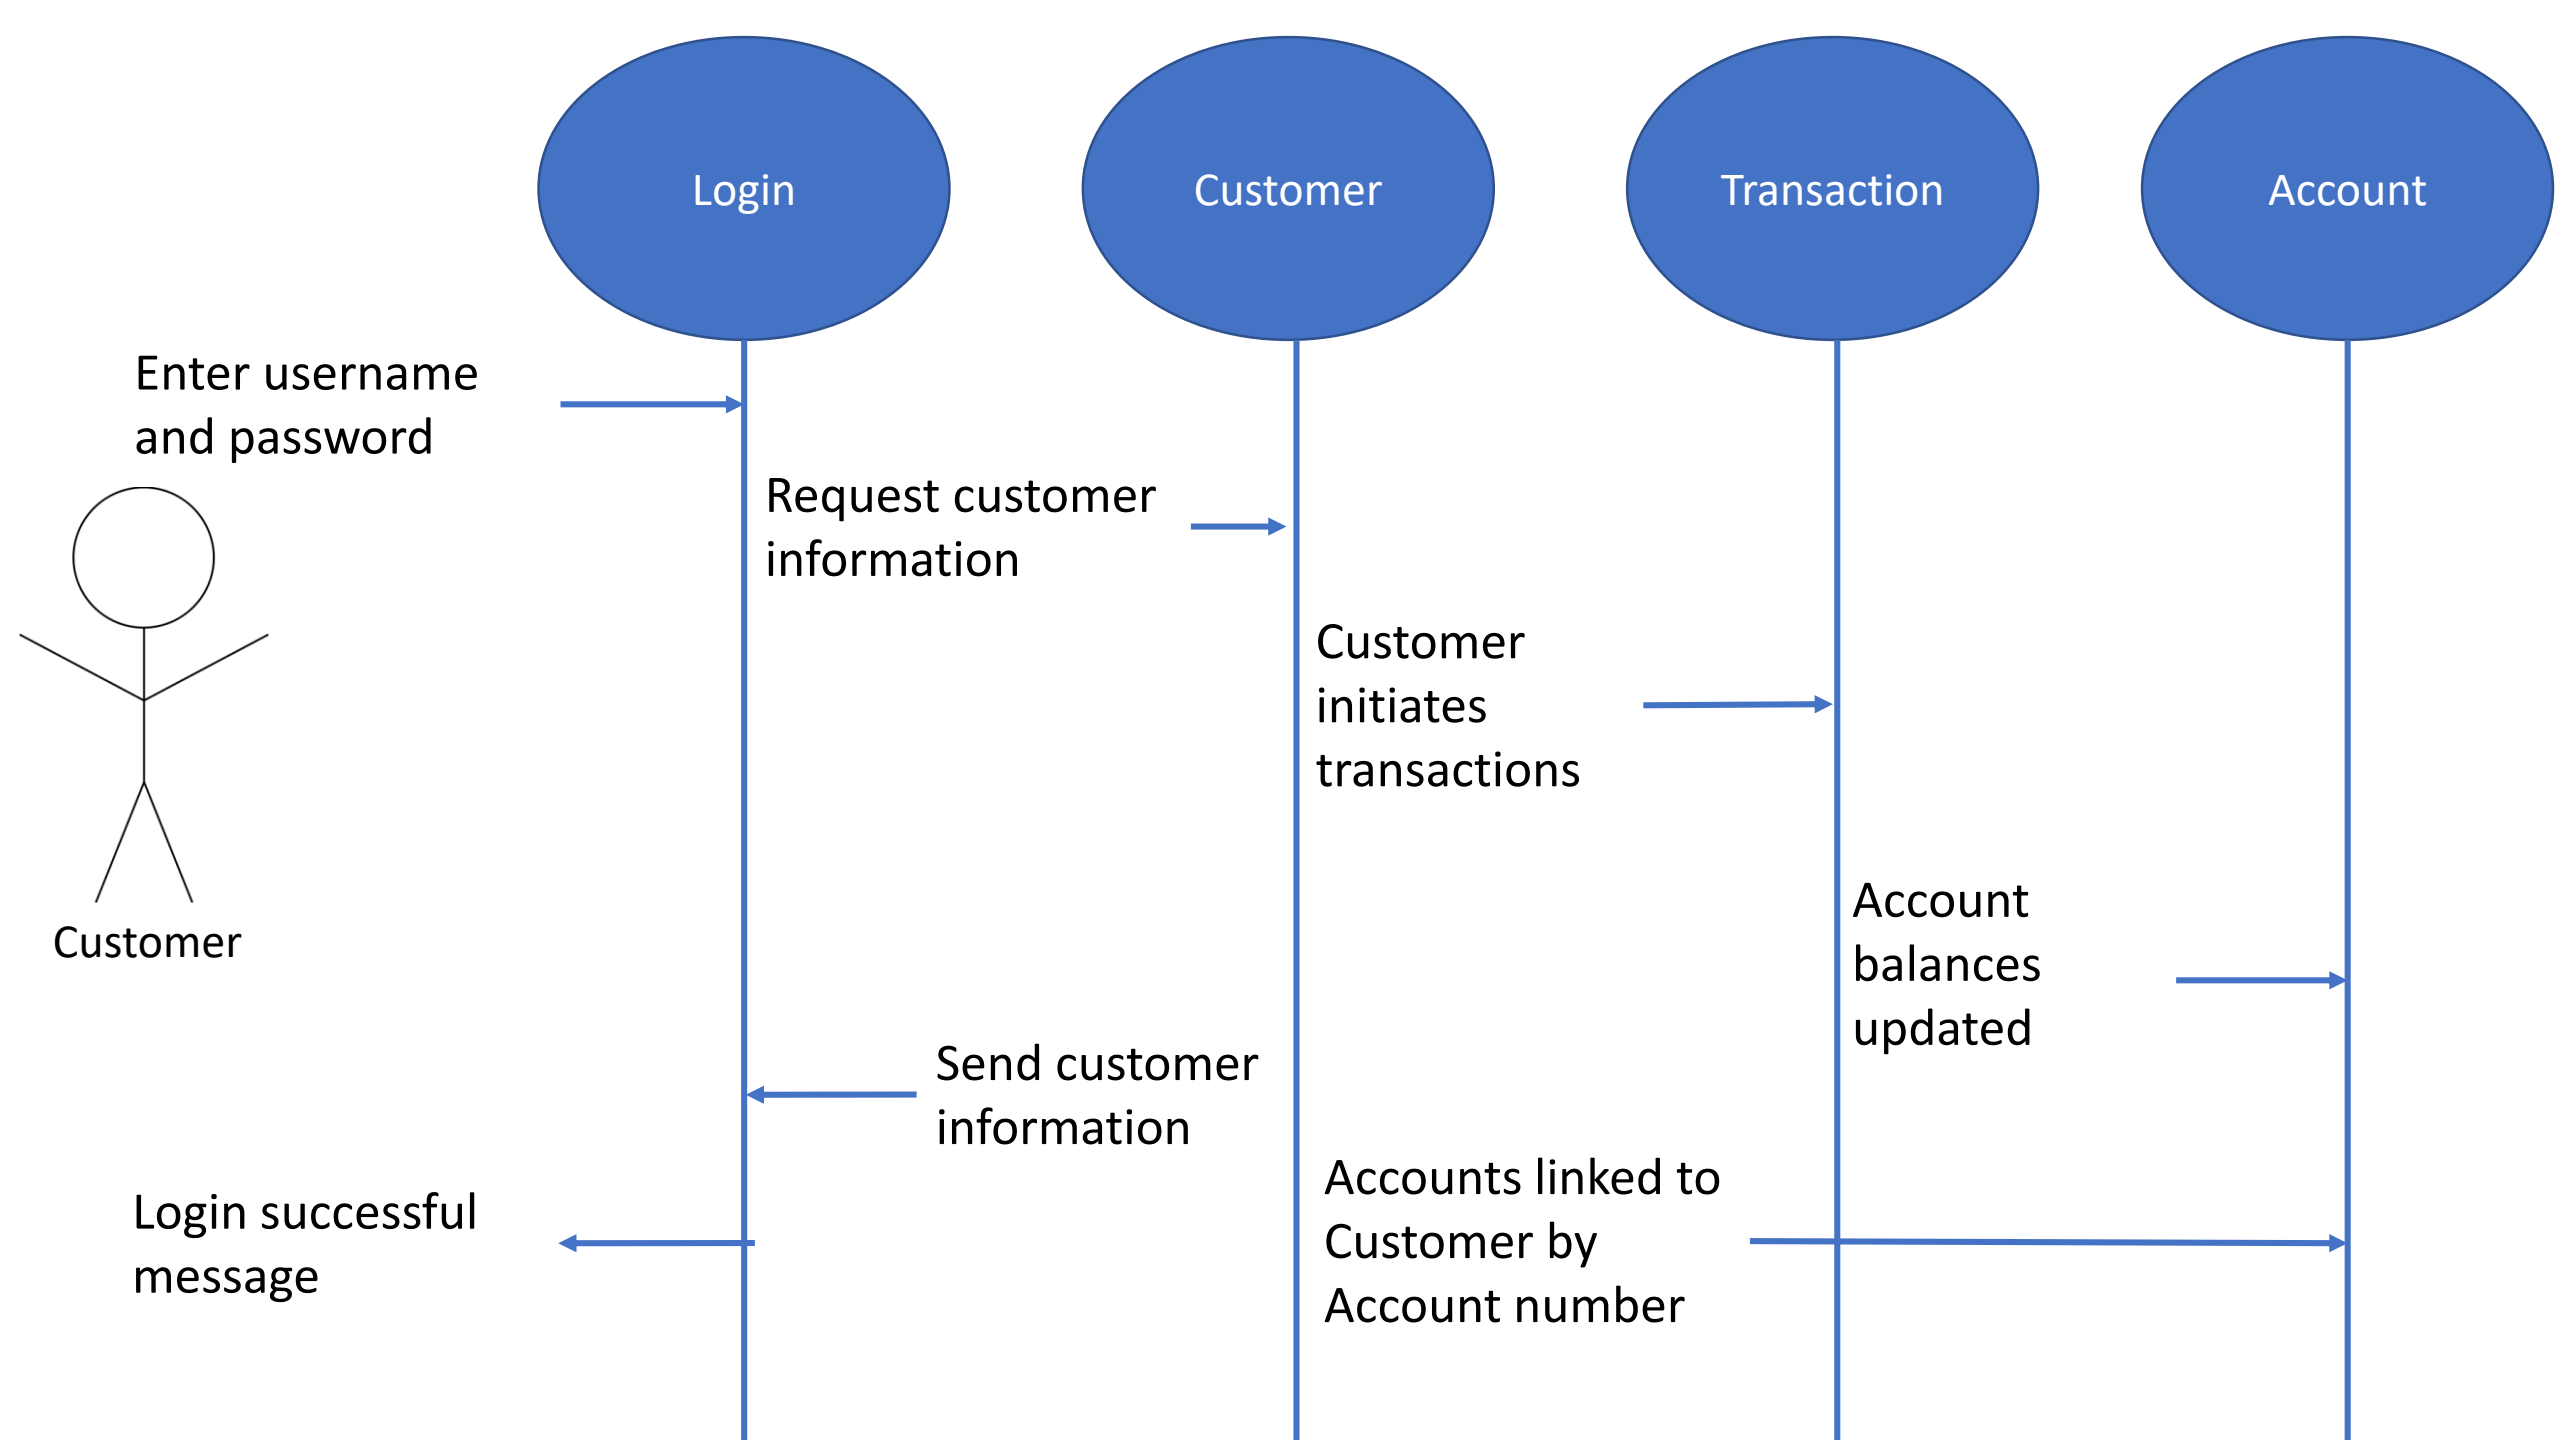 Login
Customer
Transaction
Account
Enter username
and password
Request customer
information
Customer
initiates
transactions
Customer
Account
balances
updated
Send customer
information
Login successful
message
Accounts linked to
Customer by
Account number